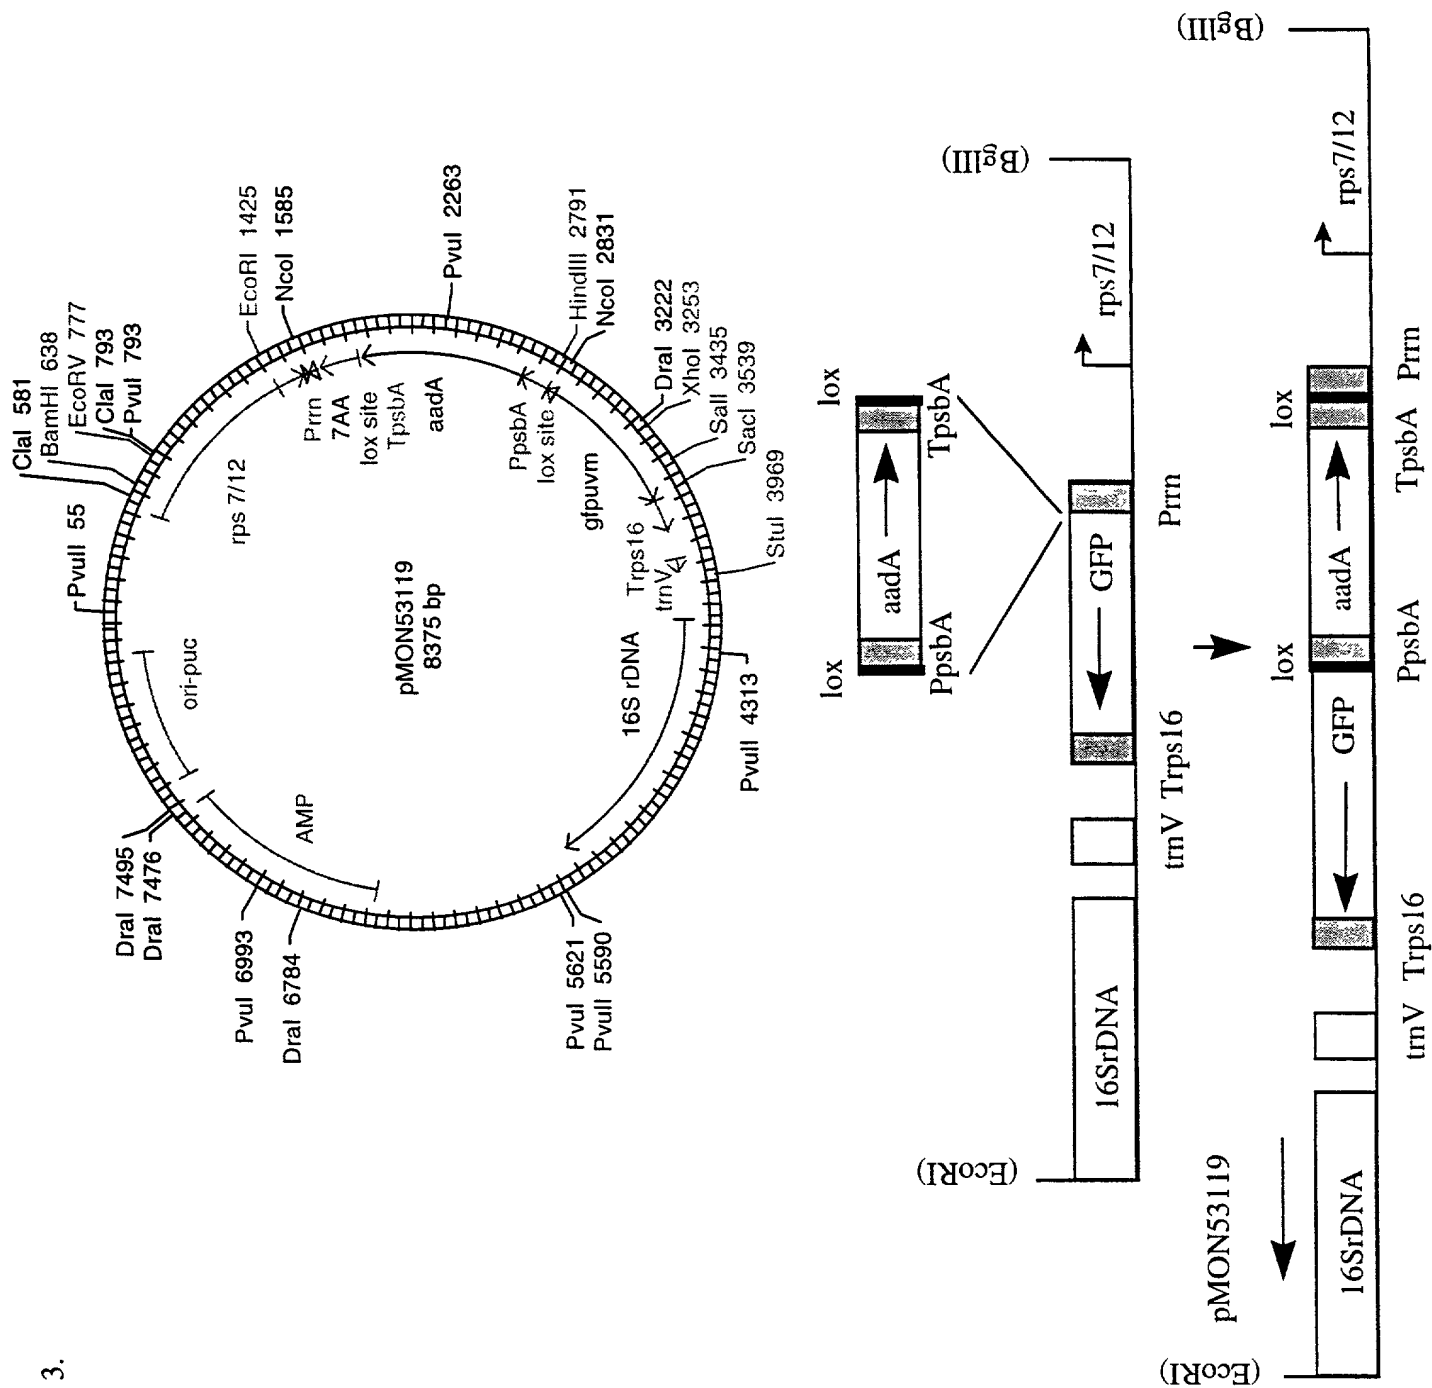 3.
pMON53119
8375 bp
PvuII 55
ClaI 581
BamHI 638
EcoRV 777
ClaI 793
PvuI 793
EcoRI 1425
NcoI 1585
PvuI 2263
HindIII 2791
NcoI 2831
DraI 3222
XhoI 3253
SalI 3435
SacI 3539
StuI 3969
PvuII 4313
PvuII 5590
PvuI 5621
DraI 6784
PvuI 6993
DraI 7476
DraI 7495
rps 7/12
Prrn
7AA
lox site
TpsbA
aadA
PpsbA
lox site
gfpuvm
Trps16
trnV
16S rDNA
AMP
ori-puc
lox
lox
aadA
PpsbA
TpsbA
(EcoRI)
(BglII)
16SrDNA
GFP
rps7/12
trnV Trps16
Prrn
pMON53119
(EcoRI)
(BglII)
lox
lox
16SrDNA
GFP
aadA
rps7/12
trnV Trps16
PpsbA
TpsbA
Prrn